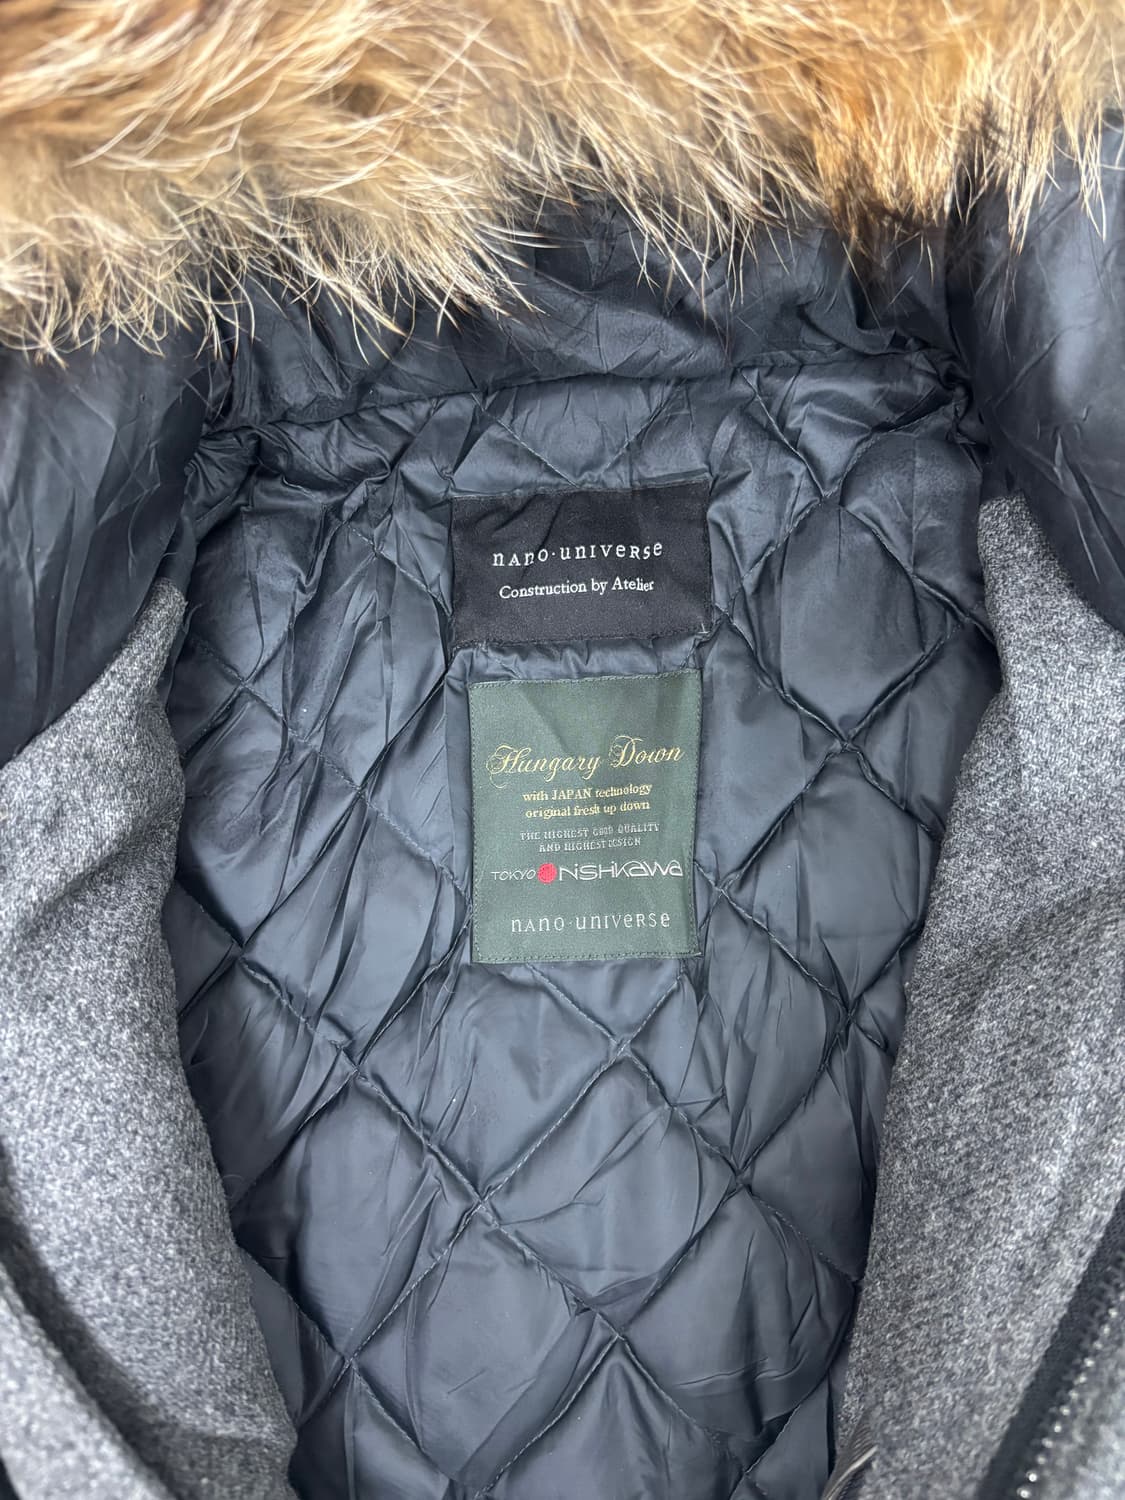 nano·universe
Construction by Atelier
Hungary Down
with JAPAN technology
original fresh up down
THE HIGHEST GOOD QUALITY
AND HIGHEST DESIGN
TOKYO NiSHiKaWa
nano·universe